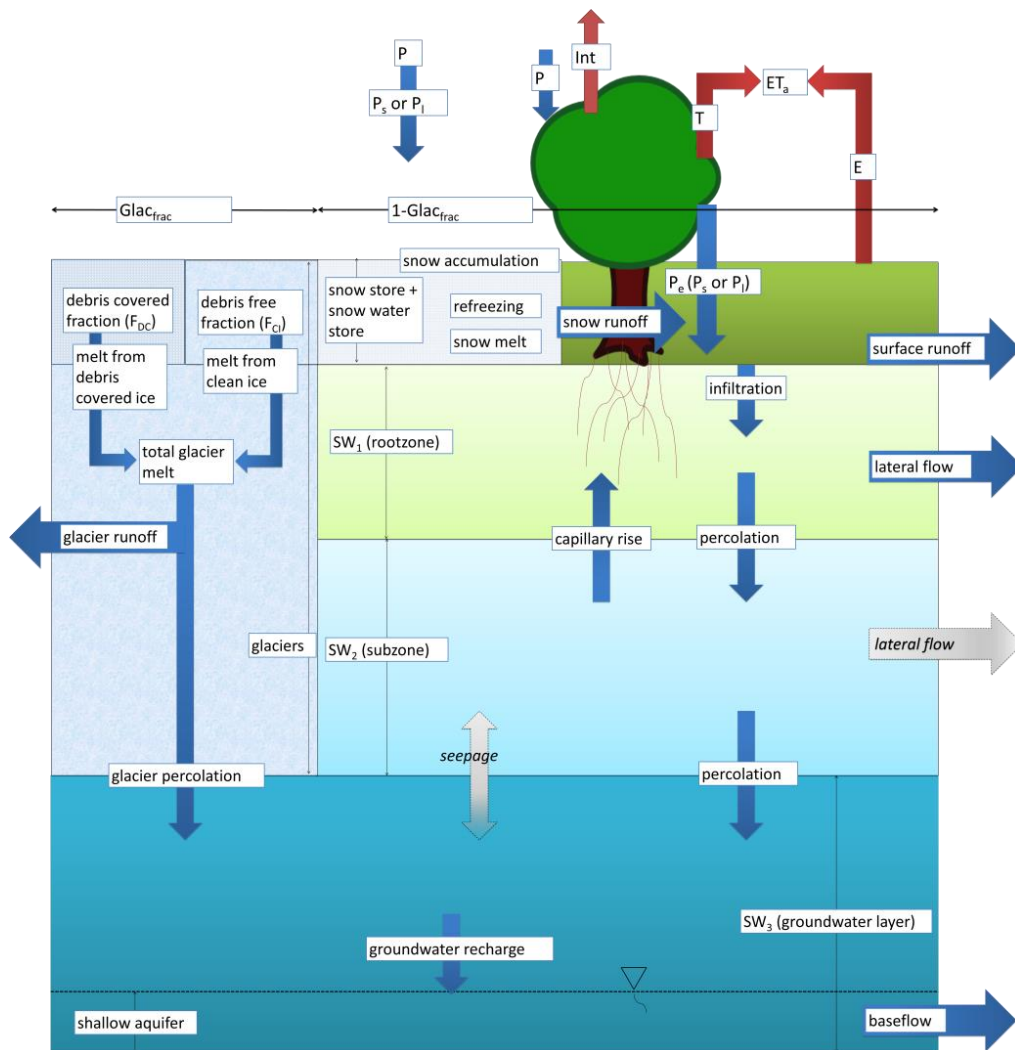 P
P
Int
ETa
Ps or Pl
T
E
Glacfrac
1-Glacfrac
snow accumulation
debris covered
fraction (FDC)
debris free
fraction (FCI)
snow store +
snow water
store
refreezing
snow melt
Pe (Ps or Pl)
snow runoff
surface runoff
melt from
debris
covered ice
melt from
clean ice
infiltration
total glacier
melt
SW1 (rootzone)
lateral flow
glacier runoff
capillary rise
percolation
glaciers
SW2 (subzone)
lateral flow
seepage
glacier percolation
percolation
SW3 (groundwater layer)
groundwater recharge
shallow aquifer
baseflow